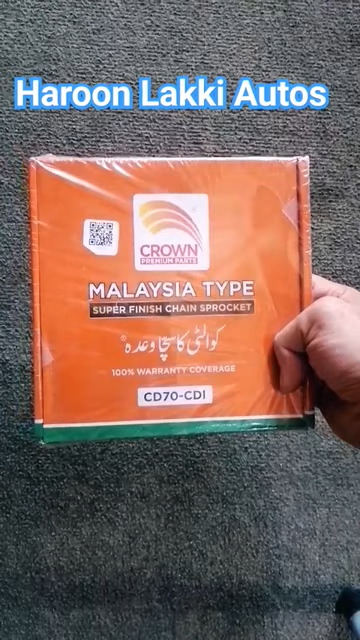 Haroon Lakki Autos
CROWN
PREMIUM PARTS
MALAYSIA TYPE
SUPER FINISH CHAIN SPROCKET
کوالٹی کا سچا وعدہ®
100% WARRANTY COVERAGE
CD70-CDI